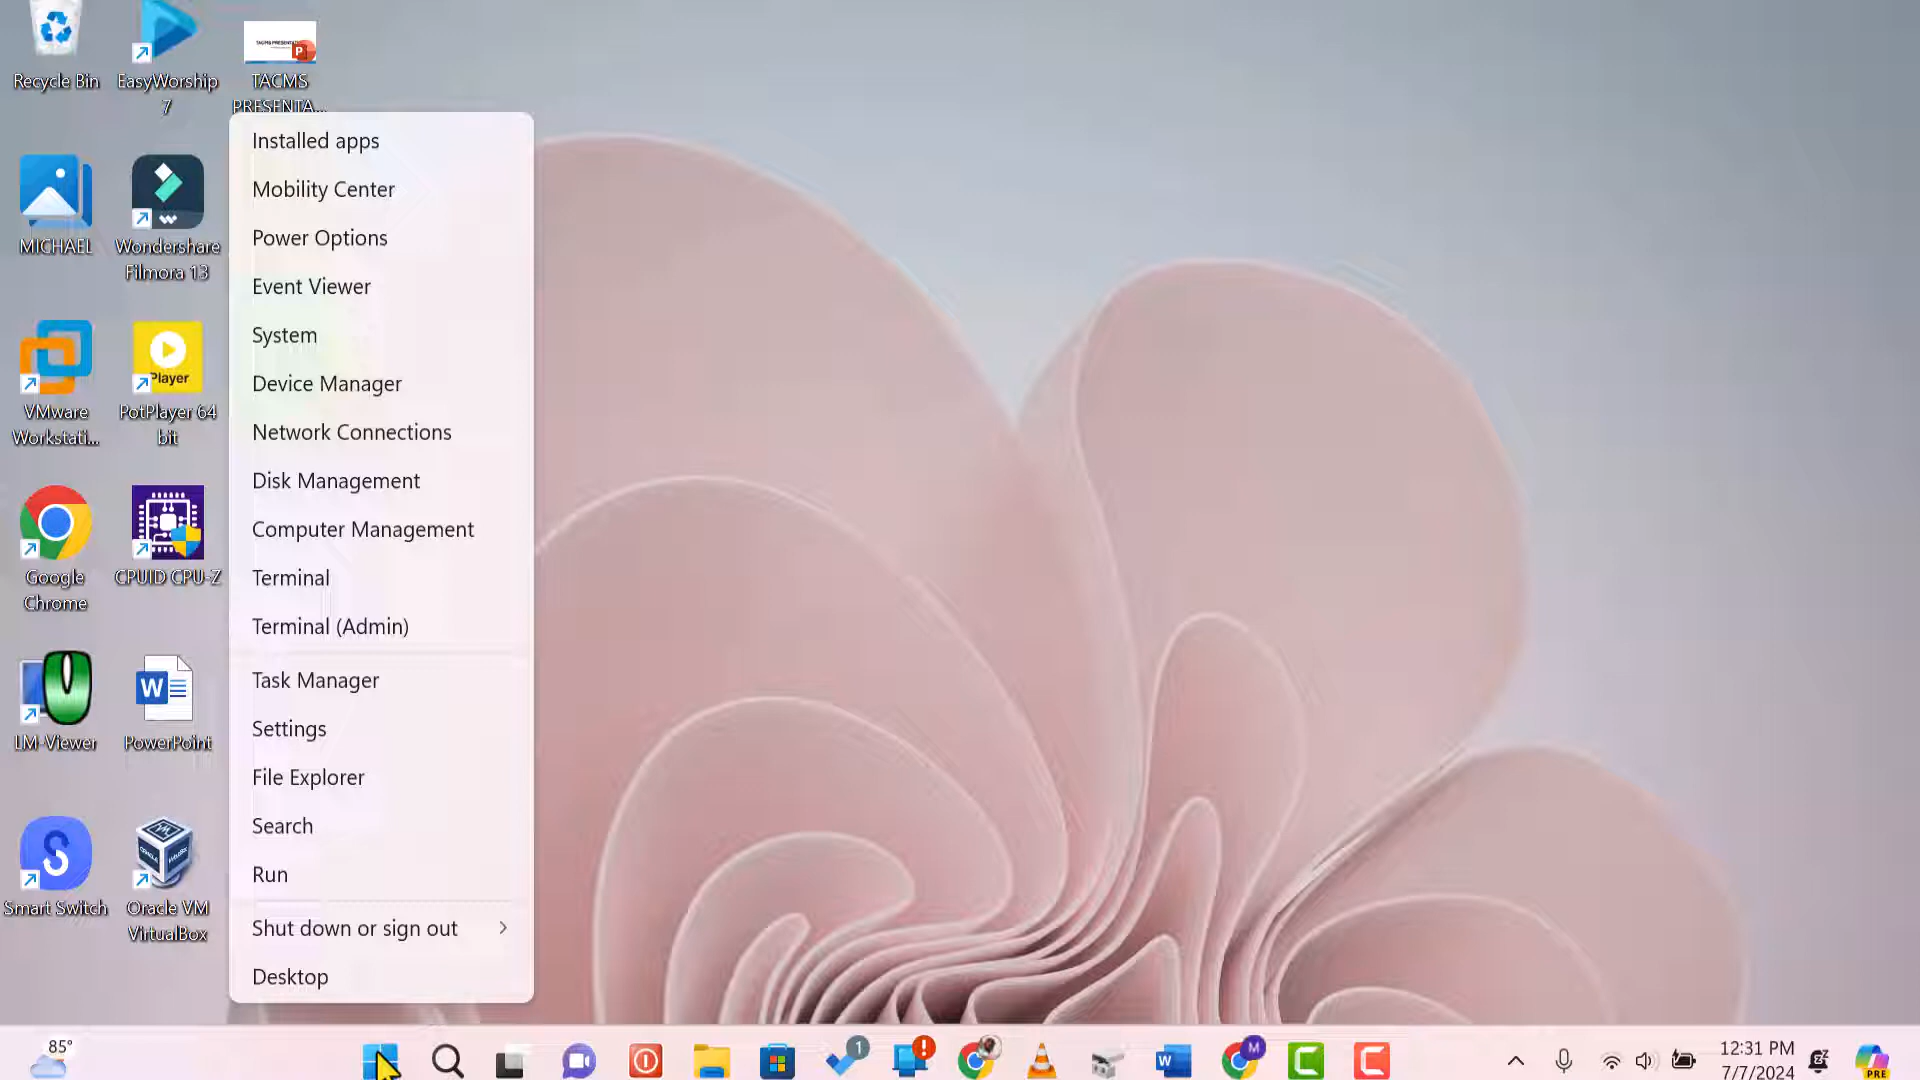 Recycle Bin
EasyWorship
7
TACMS
PRESENTA...
MICHAEL
Wondershare
Filmora 13
VMware
Workstati...
Player
PotPlayer 64
bit
Google
Chrome
CPUID CPU-Z
LM-Viewer
PowerPoint
Smart Switch
Oracle VM
VirtualBox
Installed apps
Mobility Center
Power Options
Event Viewer
System
Device Manager
Network Connections
Disk Management
Computer Management
Terminal
Terminal (Admin)
Task Manager
Settings
File Explorer
Search
Run
Shut down or sign out
Desktop
85°
1
M
12:31 PM
7/7/2024
PRE